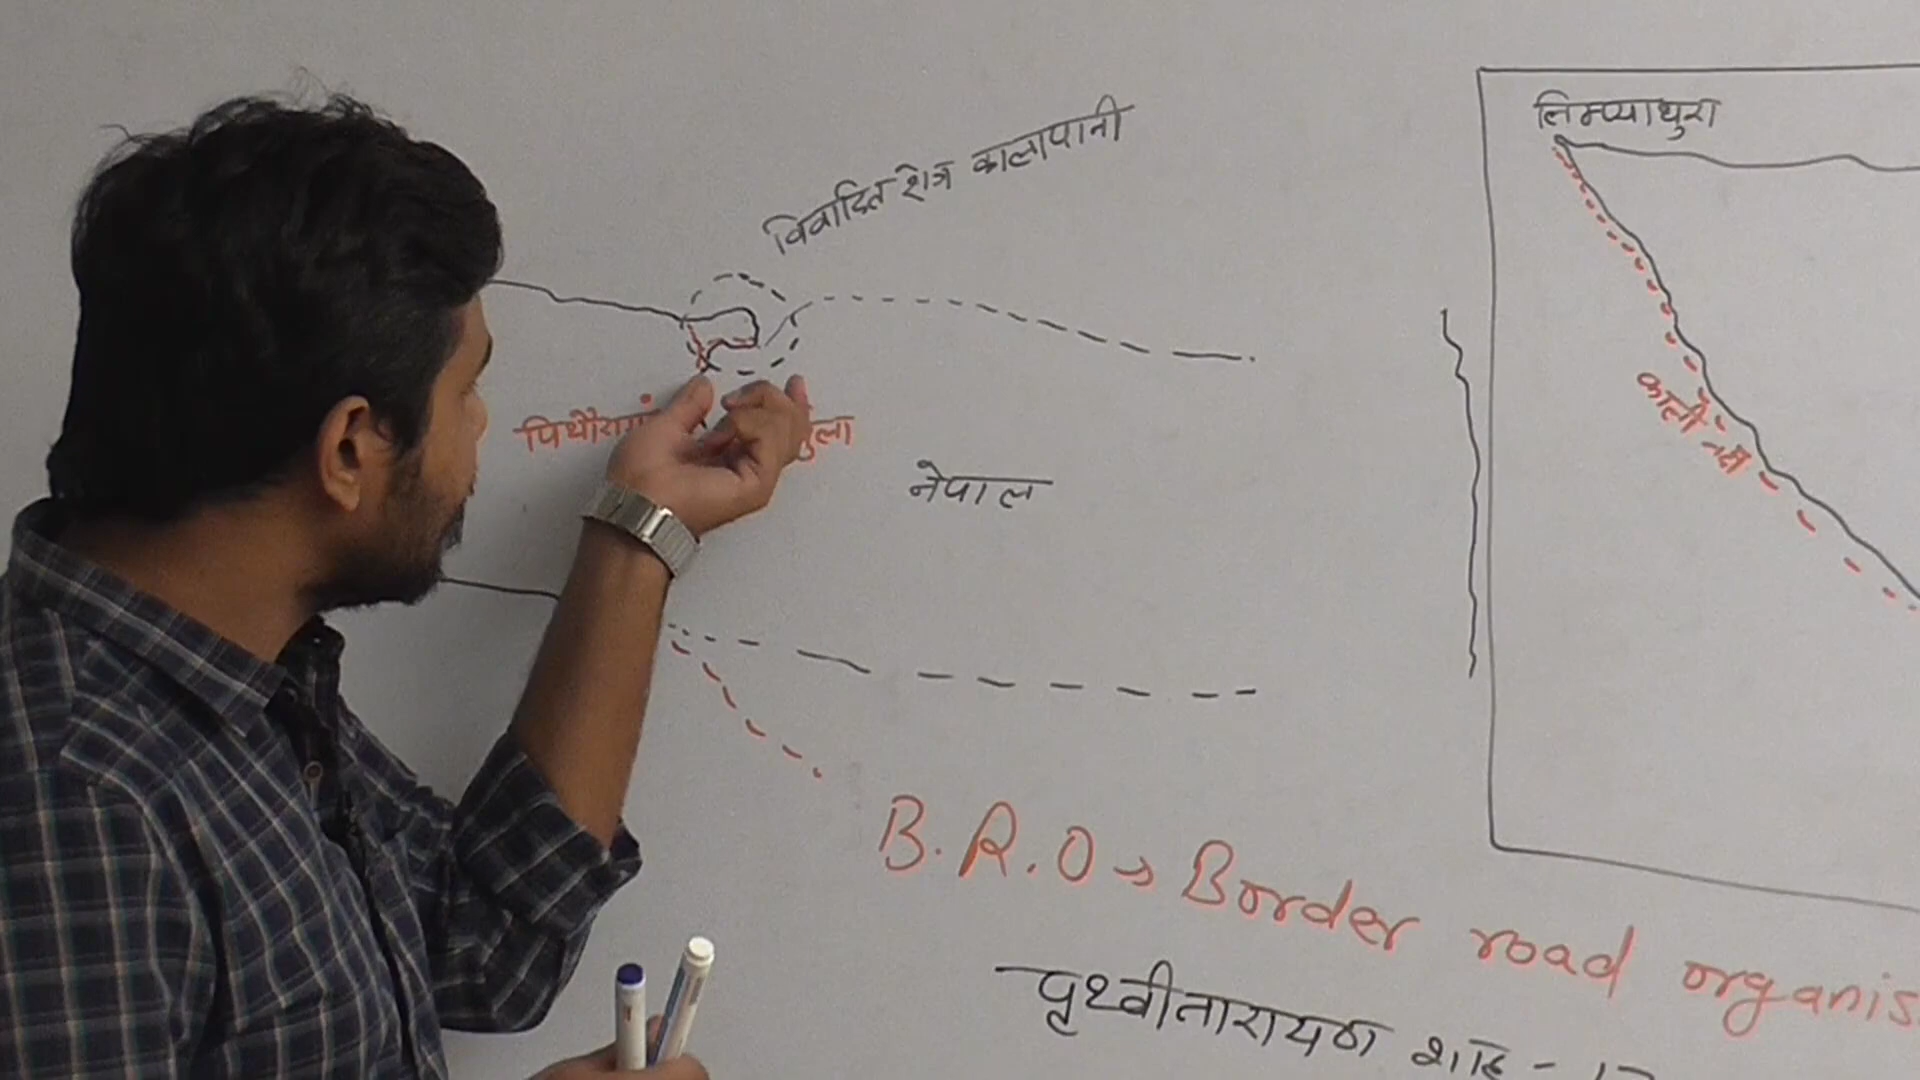 लिम्प्याधुरा
विवादित क्षेत्र कालापानी
काली नदी
नेपाल
B.R.O → Border road organis
पृथ्वीनारायण शाह -